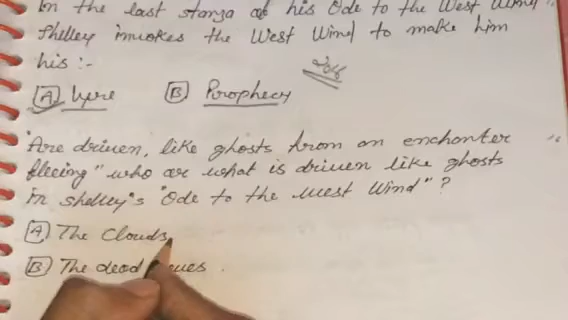 In the last stanza of his Ode to the West Wind,
Shelley invokes the West Wind to make him
his :-
[A] Lyre [B] Porophecy
"Are driven, like ghosts from an enchanter
fleeing" who or what is driven like ghosts
in Shelley's "Ode to the West Wind"?
[A] The Clouds
[B] The dead